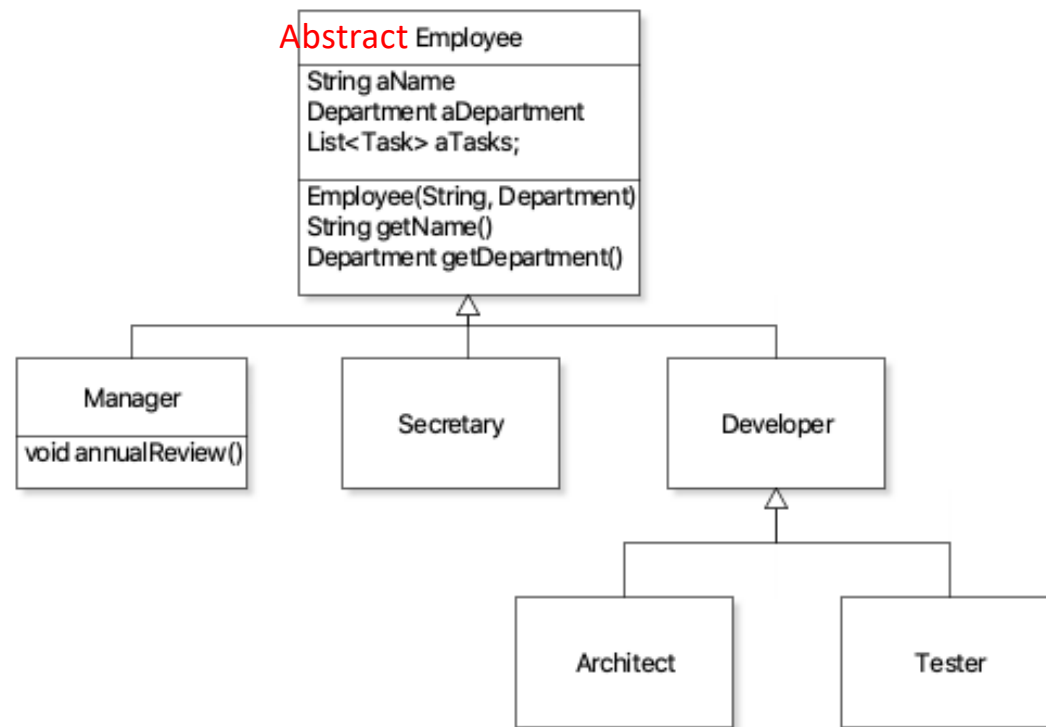 Abstract Employee
String aName
Department aDepartment
List<Task> aTasks;
Employee(String, Department)
String getName()
Department getDepartment()
Manager
void annualReview()
Secretary
Developer
Architect
Tester